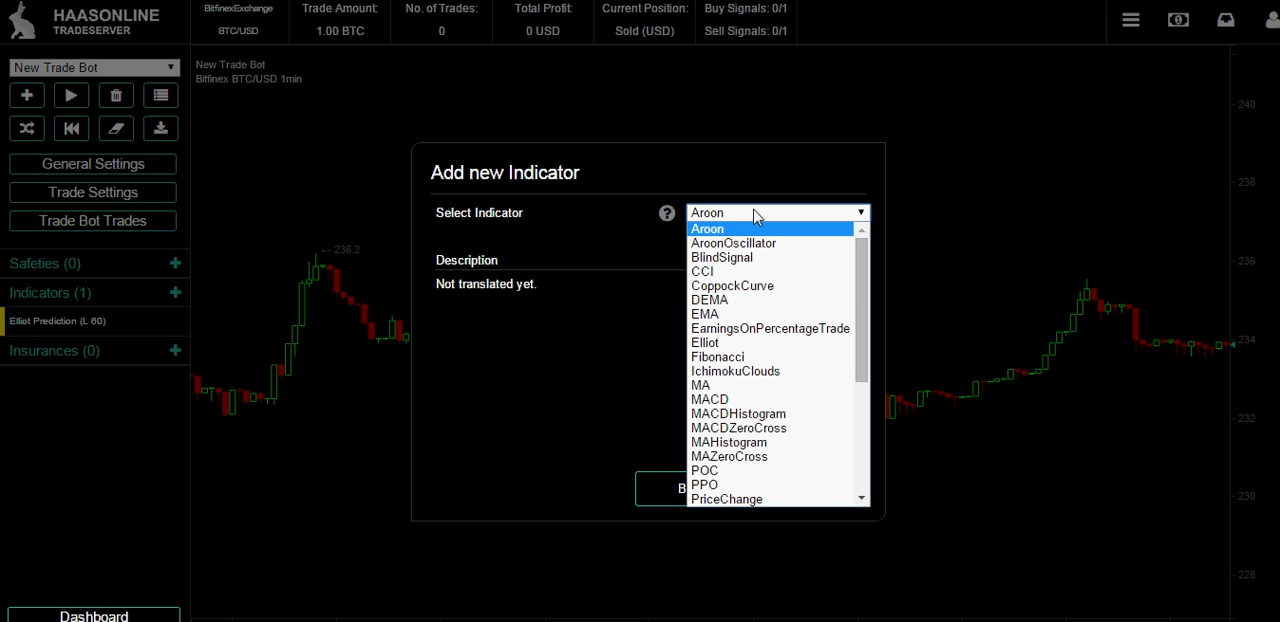 HAASONLINE
TRADESERVER
BitfinexExchange
BTC/USD
Trade Amount:
1.00 BTC
No. of Trades:
0
Total Profit:
0 USD
Current Position:
Sold (USD)
Buy Signals: 0/1
Sell Signals: 0/1
New Trade Bot
General Settings
Trade Settings
Trade Bot Trades
Safeties (0)
Indicators (1)
Elliot Prediction (L 60)
Insurances (0)
Dashboard
New Trade Bot
Bitfinex BTC/USD 1min
236.2
Add new Indicator
Select Indicator
?
Aroon
Description
Not translated yet.
B
Aroon
AroonOscillator
BlindSignal
CCI
CoppockCurve
DEMA
EMA
EarningsOnPercentageTrade
Elliot
Fibonacci
IchimokuClouds
MA
MACD
MACDHistogram
MACDZeroCross
MAHistogram
MAZeroCross
POC
PPO
PriceChange
240
238
236
234
232
230
228